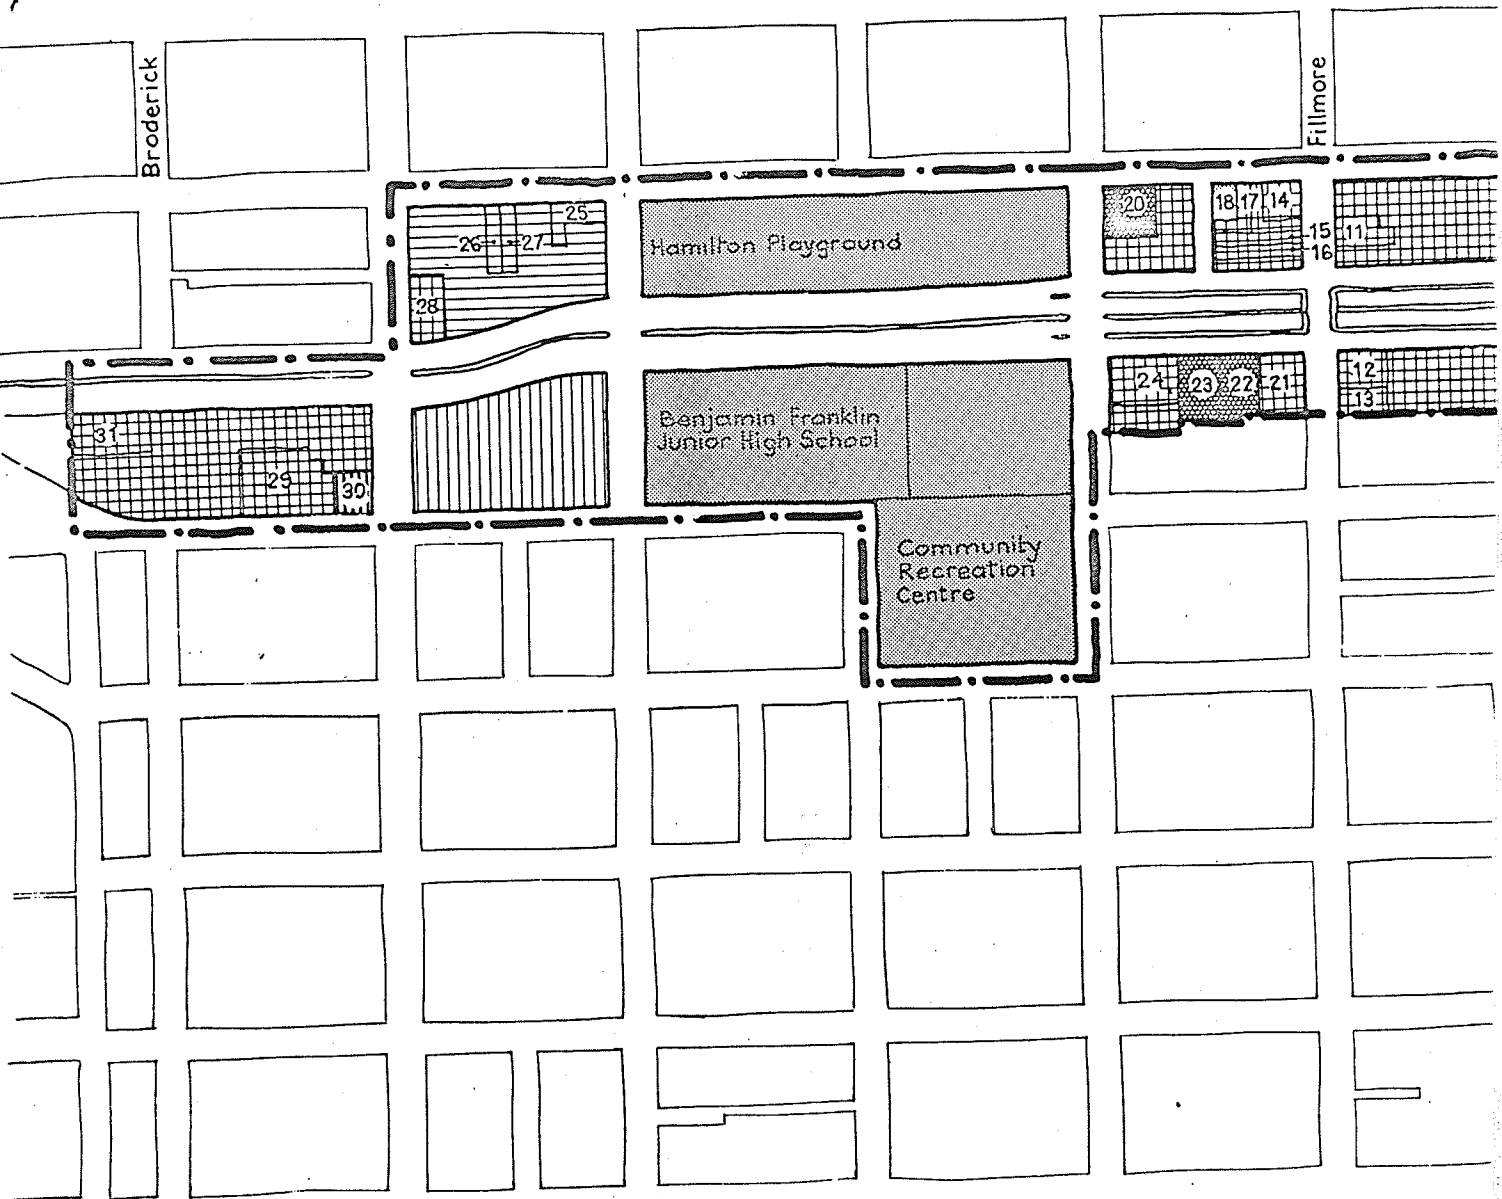 Broderick
Fillmore
25
26
27
28
Hamilton Playground
20
18
17
14
15
16
11
31
29
30
Benjamin Franklin
Junior High School
24
23
22
21
12
13
Community
Recreation
Centre